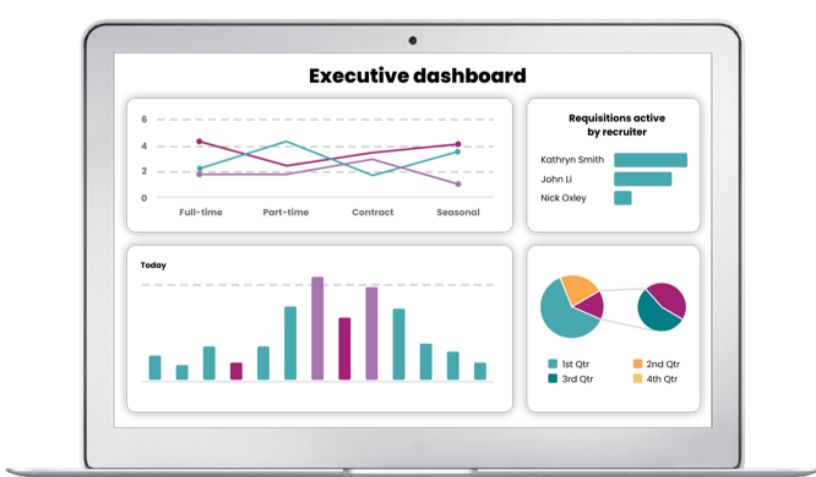 Executive dashboard
6
4
2
0
Full-time Part-time Contract Seasonal
Requisitions active
by recruiter
Kathryn Smith
John Li
Nick Oxley
Today
1st Qtr 2nd Qtr
3rd Qtr 4th Qtr